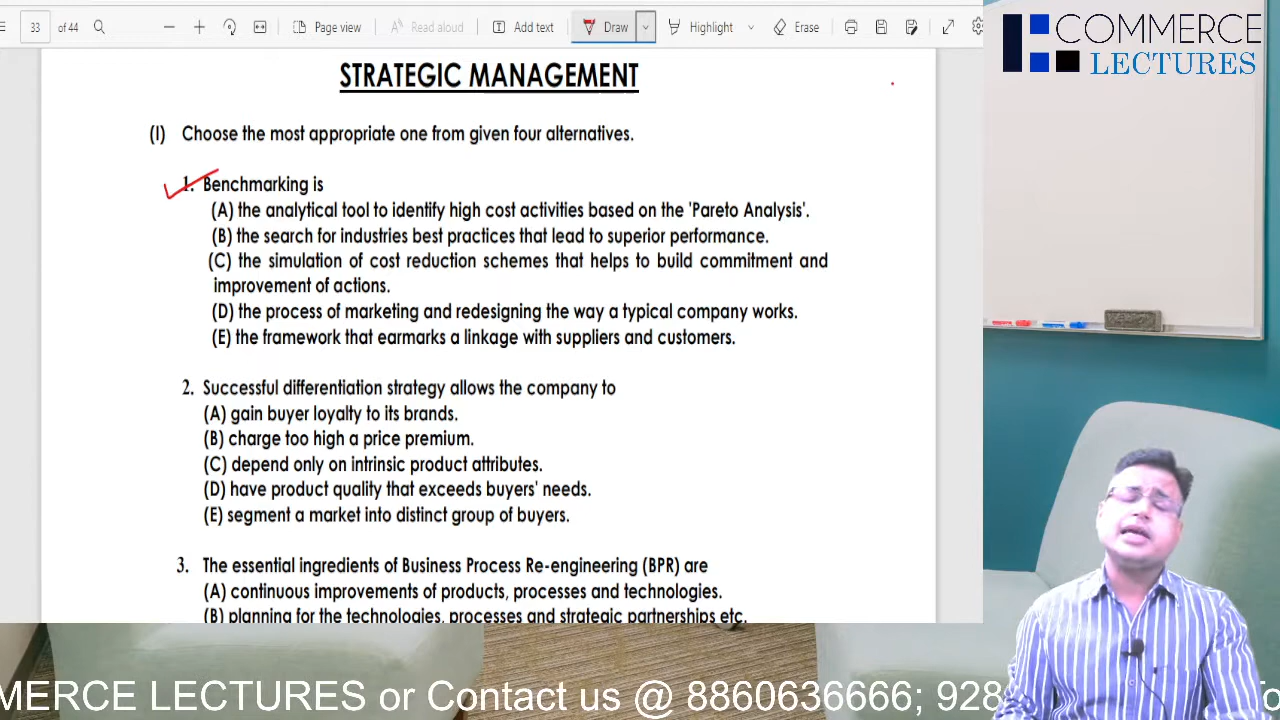 33 of 44 Page view Read aloud Add text Draw Highlight Erase
COMMERCE
LECTURES
STRATEGIC MANAGEMENT
(I) Choose the most appropriate one from given four alternatives.
1. Benchmarking is
(A) the analytical tool to identify high cost activities based on the 'Pareto Analysis'.
(B) the search for industries best practices that lead to superior performance.
(C) the simulation of cost reduction schemes that helps to build commitment and
improvement of actions.
(D) the process of marketing and redesigning the way a typical company works.
(E) the framework that earmarks a linkage with suppliers and customers.
2. Successful differentiation strategy allows the company to
(A) gain buyer loyalty to its brands.
(B) charge too high a price premium.
(C) depend only on intrinsic product attributes.
(D) have product quality that exceeds buyers' needs.
(E) segment a market into distinct group of buyers.
3. The essential ingredients of Business Process Re-engineering (BPR) are
(A) continuous improvements of products, processes and technologies.
(B) planning for the technologies, processes and strategic partnerships etc.
MERCE LECTURES or Contact us @ 8860636666; 928